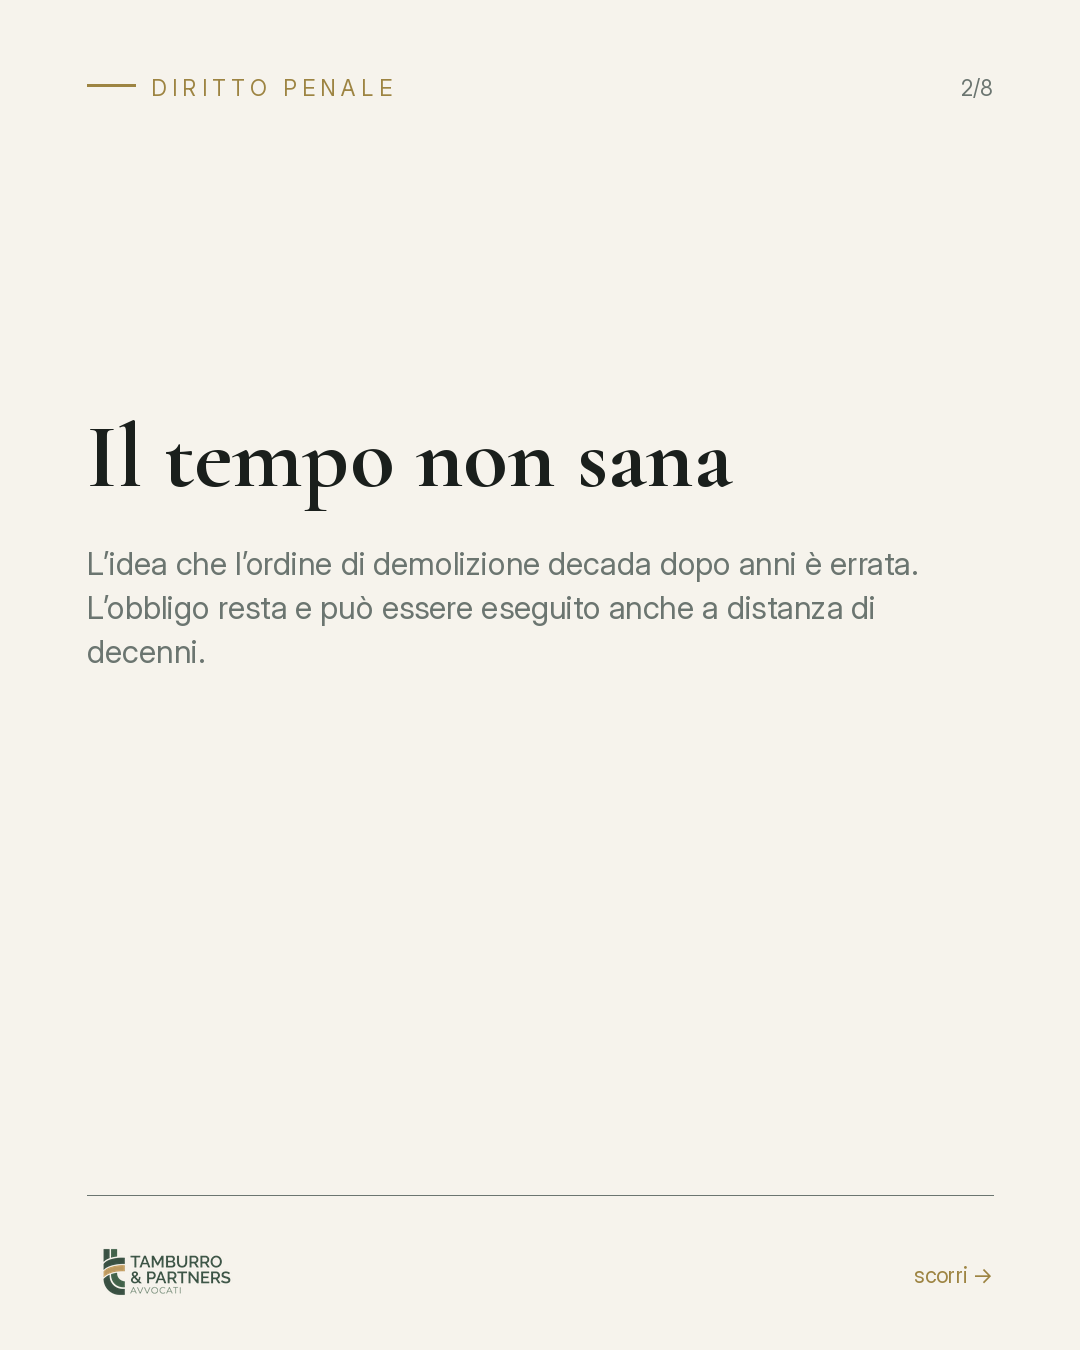 DIRITTO PENALE
2/8
Il tempo non sana
L’idea che l’ordine di demolizione decada dopo anni è errata.
L’obbligo resta e può essere eseguito anche a distanza di
decenni.
TAMBURRO
& PARTNERS
AVVOCATI
scorri →